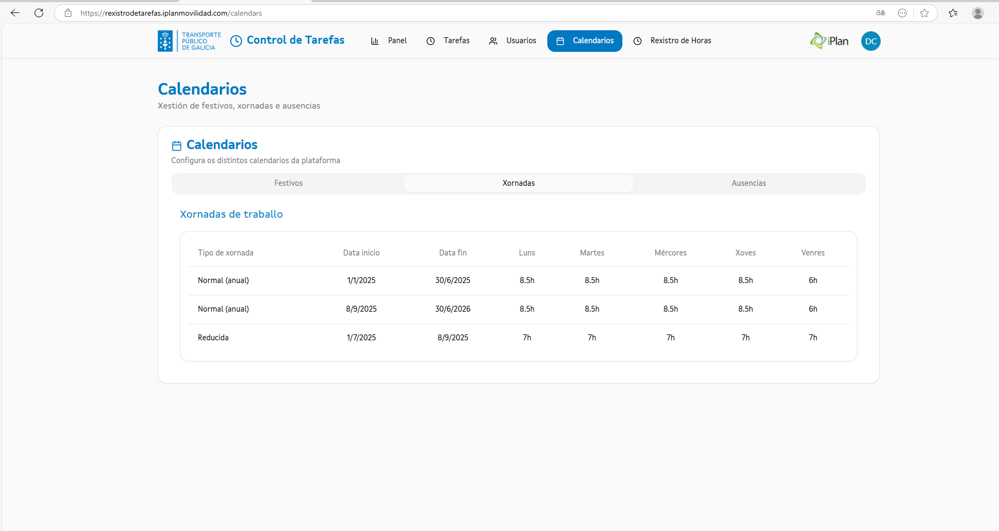 https://rexistrodetarefas.iplanmovilidad.com/calendars
TRANSPORTE
PÚBLICO
DE GALICIA
Control de Tarefas
Panel
Tarefas
Usuarios
Calendarios
Rexistro de Horas
iPlan
DC
Calendarios
Xestión de festivos, xornadas e ausencias
Calendarios
Configura os distintos calendarios da plataforma
Festivos Xornadas Ausencias
Xornadas de traballo
Tipo de xornada Data inicio Data fin Luns Martes Mércores Xoves Venres
Normal (anual) 1/1/2025 30/6/2025 8.5h 8.5h 8.5h 8.5h 6h
Normal (anual) 8/9/2025 30/6/2026 8.5h 8.5h 8.5h 8.5h 6h
Reducida 1/7/2025 8/9/2025 7h 7h 7h 7h 7h